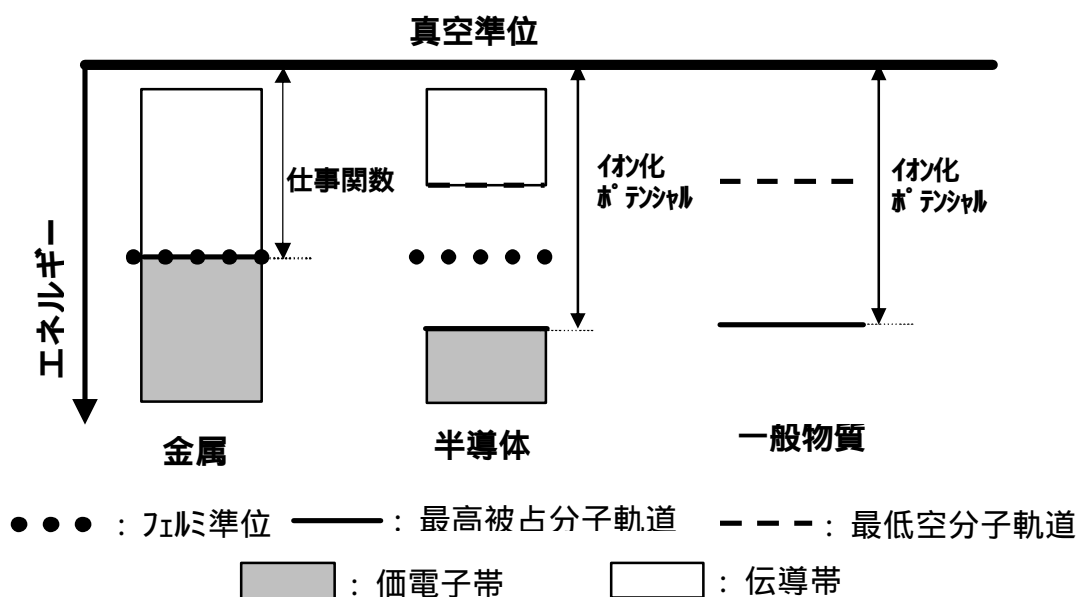 真空準位
仕事関数
ｲｵﾝ化
ﾎﾟﾃﾝｼｬﾙ
ｲｵﾝ化
ﾎﾟﾃﾝｼｬﾙ
エネルギー
金属
半導体
一般物質
● ● ● : ﾌｪﾙﾐ準位 ─── : 最高被占分子軌道 － － － : 最低空分子軌道
: 価電子帯 : 伝導帯